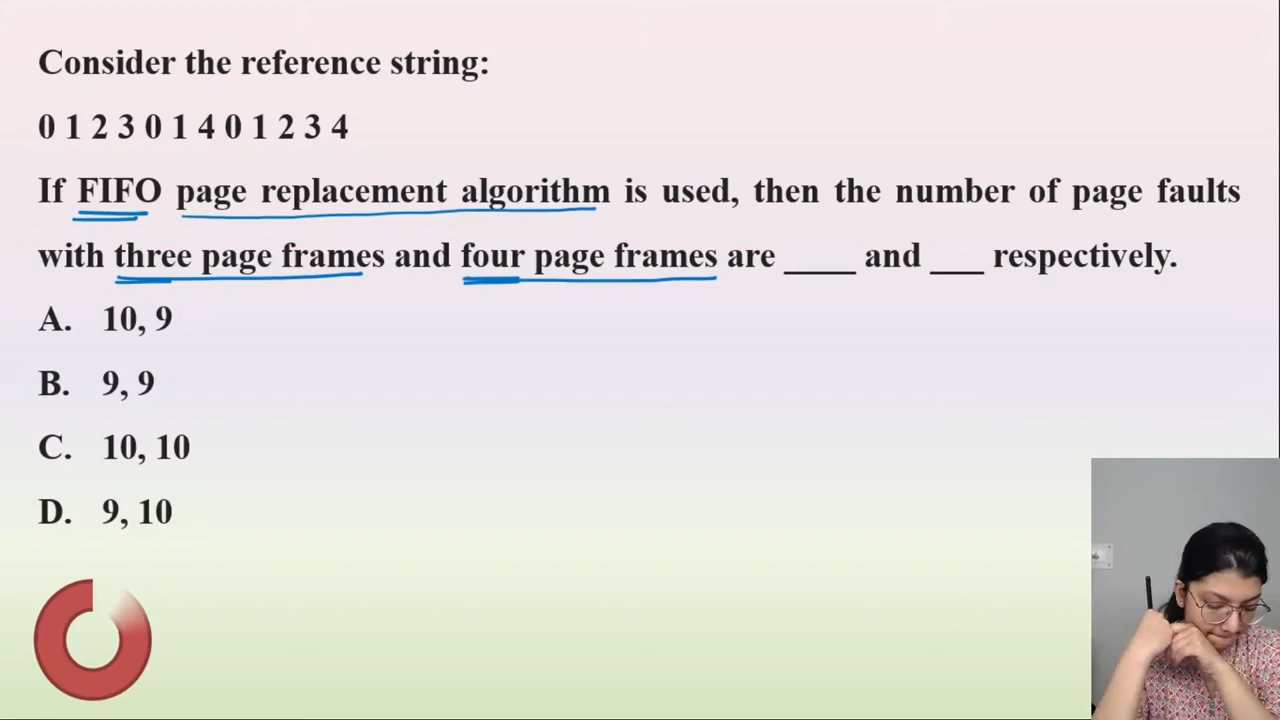 Consider the reference string:
0 1 2 3 0 1 4 0 1 2 3 4
If FIFO page replacement algorithm is used, then the number of page faults
with three page frames and four page frames are ____ and ___ respectively.
A. 10, 9
B. 9, 9
C. 10, 10
D. 9, 10